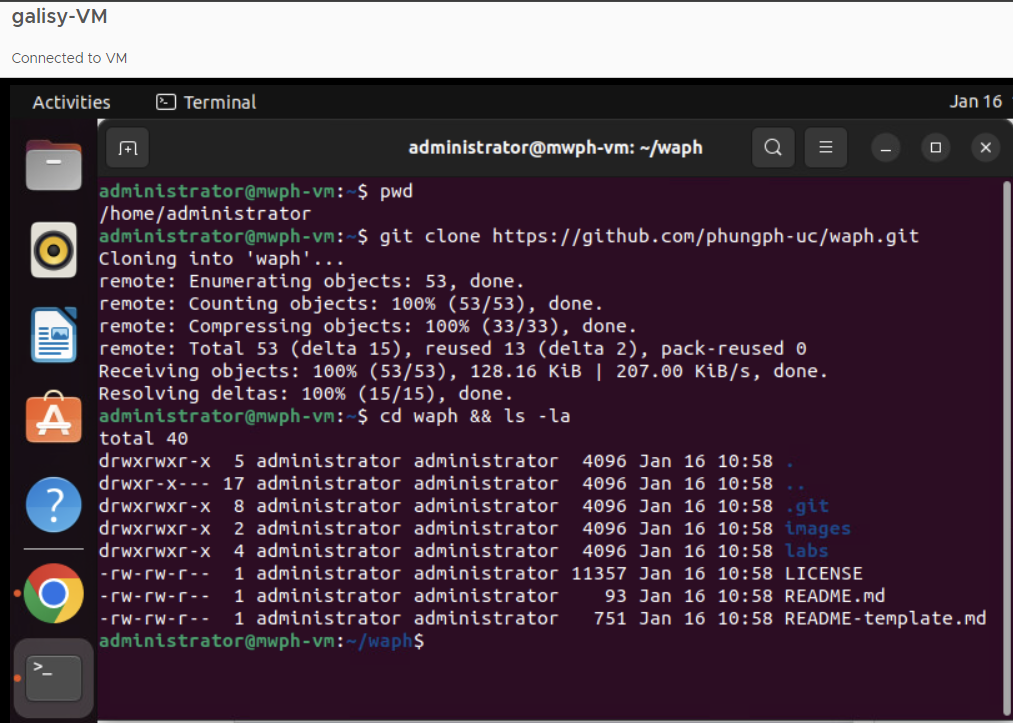 galisy-VM
Connected to VM
Activities Terminal Jan 16
administrator@mwph-vm: ~/waph
administrator@mwph-vm:~$ pwd
/home/administrator
administrator@mwph-vm:~$ git clone https://github.com/phungph-uc/waph.git
Cloning into 'waph'...
remote: Enumerating objects: 53, done.
remote: Counting objects: 100% (53/53), done.
remote: Compressing objects: 100% (33/33), done.
remote: Total 53 (delta 15), reused 13 (delta 2), pack-reused 0
Receiving objects: 100% (53/53), 128.16 KiB | 207.00 KiB/s, done.
Resolving deltas: 100% (15/15), done.
administrator@mwph-vm:~$ cd waph && ls -la
total 40
drwxrwxr-x  5 administrator administrator  4096 Jan 16 10:58 .
drwxr-x--- 17 administrator administrator  4096 Jan 16 10:58 ..
drwxrwxr-x  8 administrator administrator  4096 Jan 16 10:58 .git
drwxrwxr-x  2 administrator administrator  4096 Jan 16 10:58 images
drwxrwxr-x  4 administrator administrator  4096 Jan 16 10:58 labs
-rw-rw-r--  1 administrator administrator 11357 Jan 16 10:58 LICENSE
-rw-rw-r--  1 administrator administrator    93 Jan 16 10:58 README.md
-rw-rw-r--  1 administrator administrator   751 Jan 16 10:58 README-template.md
administrator@mwph-vm:~/waph$